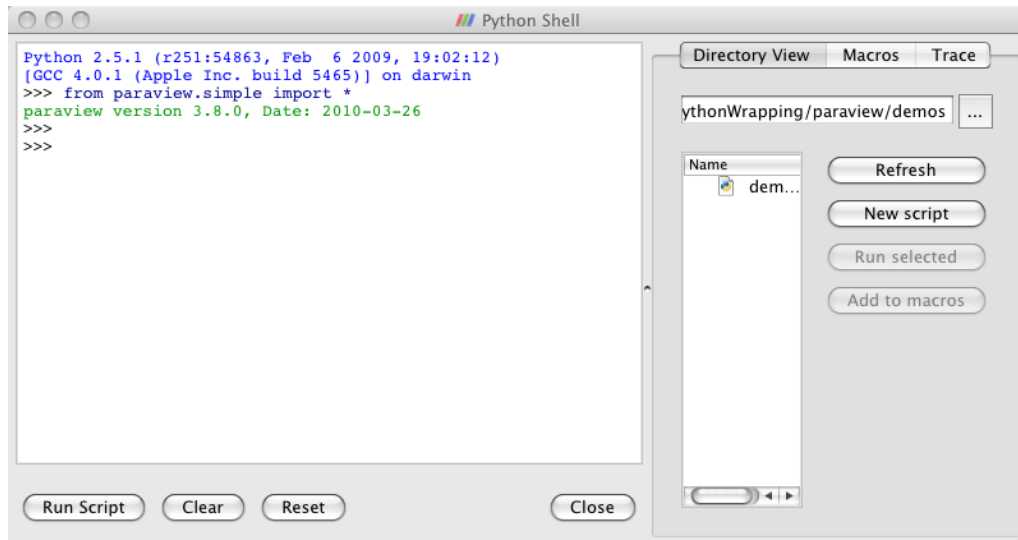 Python Shell
Python 2.5.1 (r251:54863, Feb  6 2009, 19:02:12)
[GCC 4.0.1 (Apple Inc. build 5465)] on darwin
>>> from paraview.simple import *
paraview version 3.8.0, Date: 2010-03-26
>>>
>>>
Run Script Clear Reset Close
Directory View Macros Trace
ythonWrapping/paraview/demos ...
Name
dem...
Refresh
New script
Run selected
Add to macros